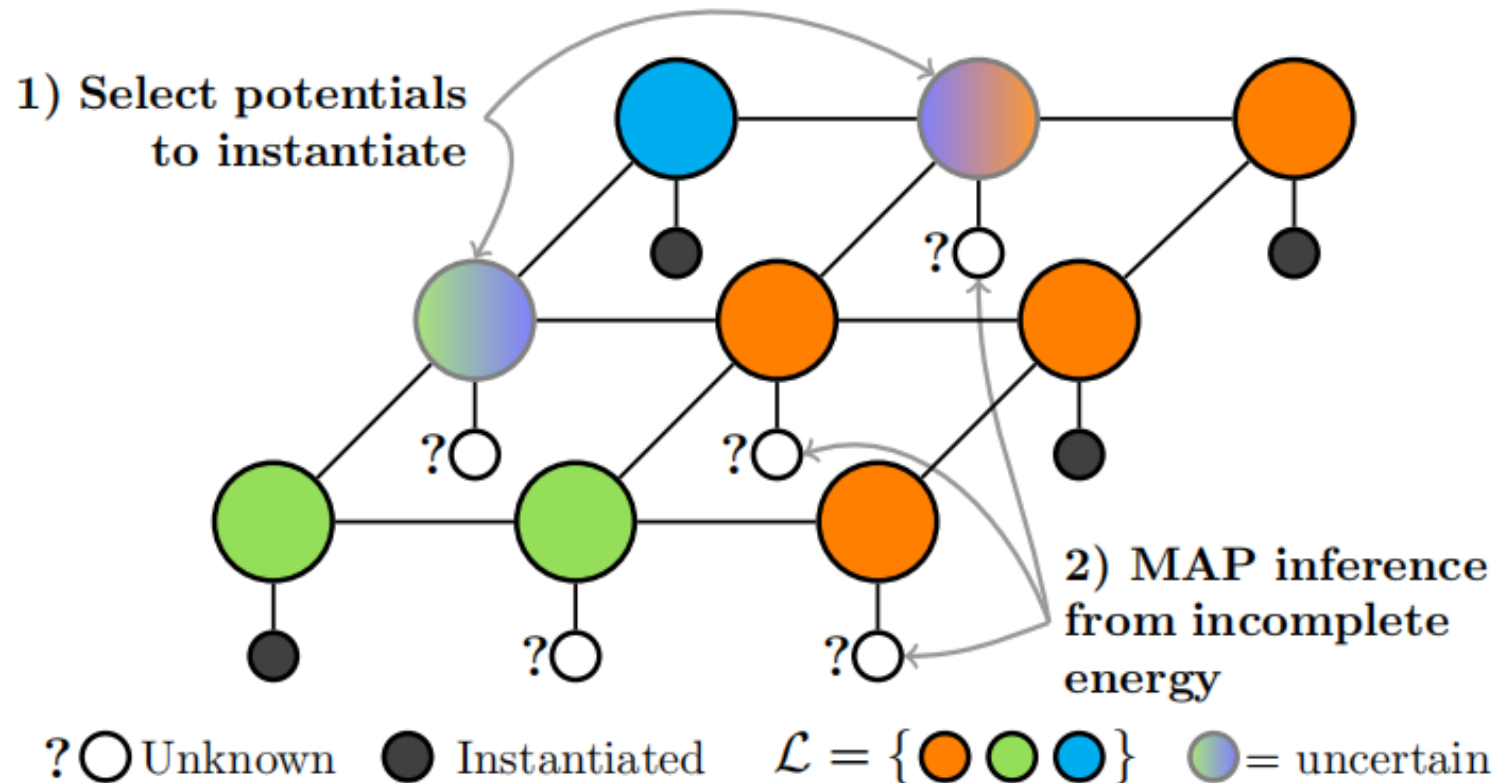 1) Select potentials
to instantiate
?
?
?
?
?
2) MAP inference
from incomplete
energy
? Unknown Instantiated ℒ = { } = uncertain